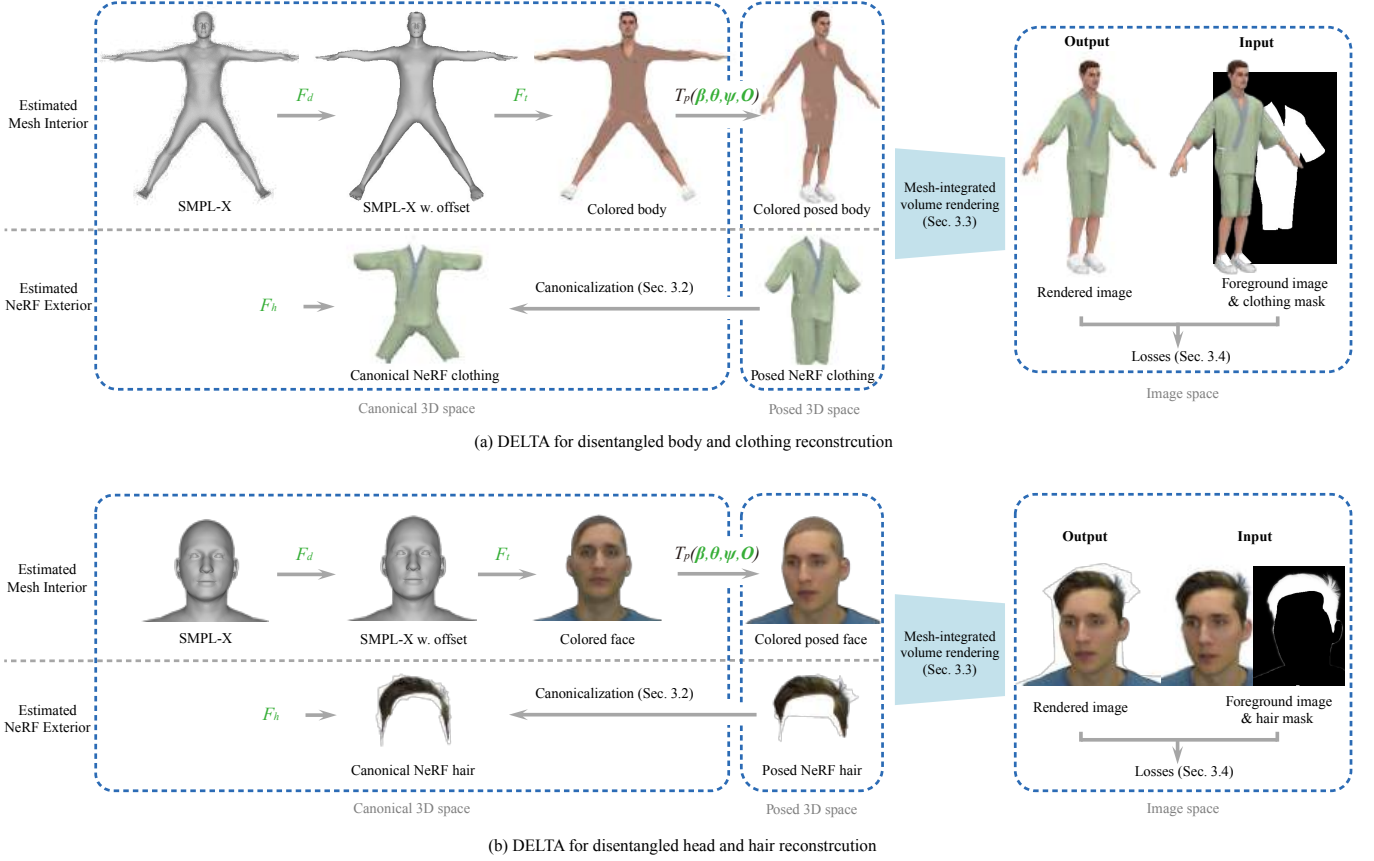 Output
Input
F_d
F_t
T_p(β,θ,ψ,O)
Estimated
Mesh Interior
SMPL-X
SMPL-X w. offset
Colored body
Colored posed body
Mesh-integrated
volume rendering
(Sec. 3.3)
Estimated
NeRF Exterior
F_h
Canonicalization (Sec. 3.2)
Canonical NeRF clothing
Posed NeRF clothing
Rendered image
Foreground image
& clothing mask
Losses (Sec. 3.4)
Canonical 3D space
Posed 3D space
Image space
(a) DELTA for disentangled body and clothing reconstrcution
Output
Input
F_d
F_t
T_p(β,θ,ψ,O)
Estimated
Mesh Interior
SMPL-X
SMPL-X w. offset
Colored face
Colored posed face
Mesh-integrated
volume rendering
(Sec. 3.3)
Estimated
NeRF Exterior
F_h
Canonicalization (Sec. 3.2)
Canonical NeRF hair
Posed NeRF hair
Rendered image
Foreground image
& hair mask
Losses (Sec. 3.4)
Canonical 3D space
Posed 3D space
Image space
(b) DELTA for disentangled head and hair reconstrcution